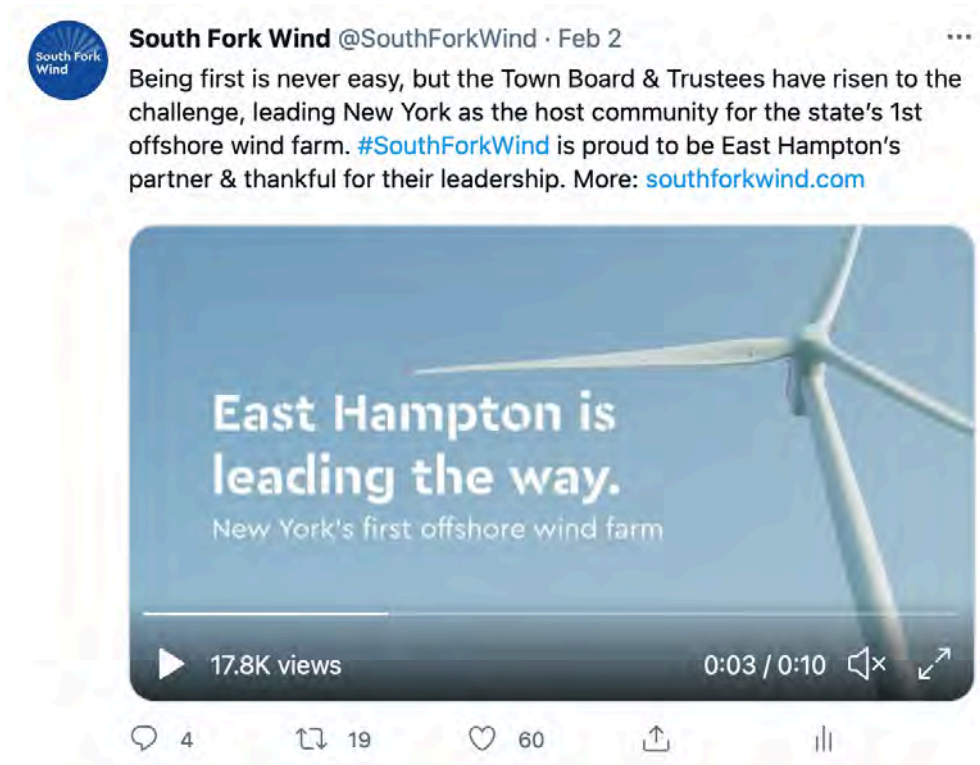 South Fork
Wind
South Fork Wind @SouthForkWind · Feb 2
Being first is never easy, but the Town Board & Trustees have risen to the
challenge, leading New York as the host community for the state's 1st
offshore wind farm. #SouthForkWind is proud to be East Hampton's
partner & thankful for their leadership. More: southforkwind.com
East Hampton is
leading the way.
New York's first offshore wind farm
17.8K views 0:03 / 0:10
4 19 60